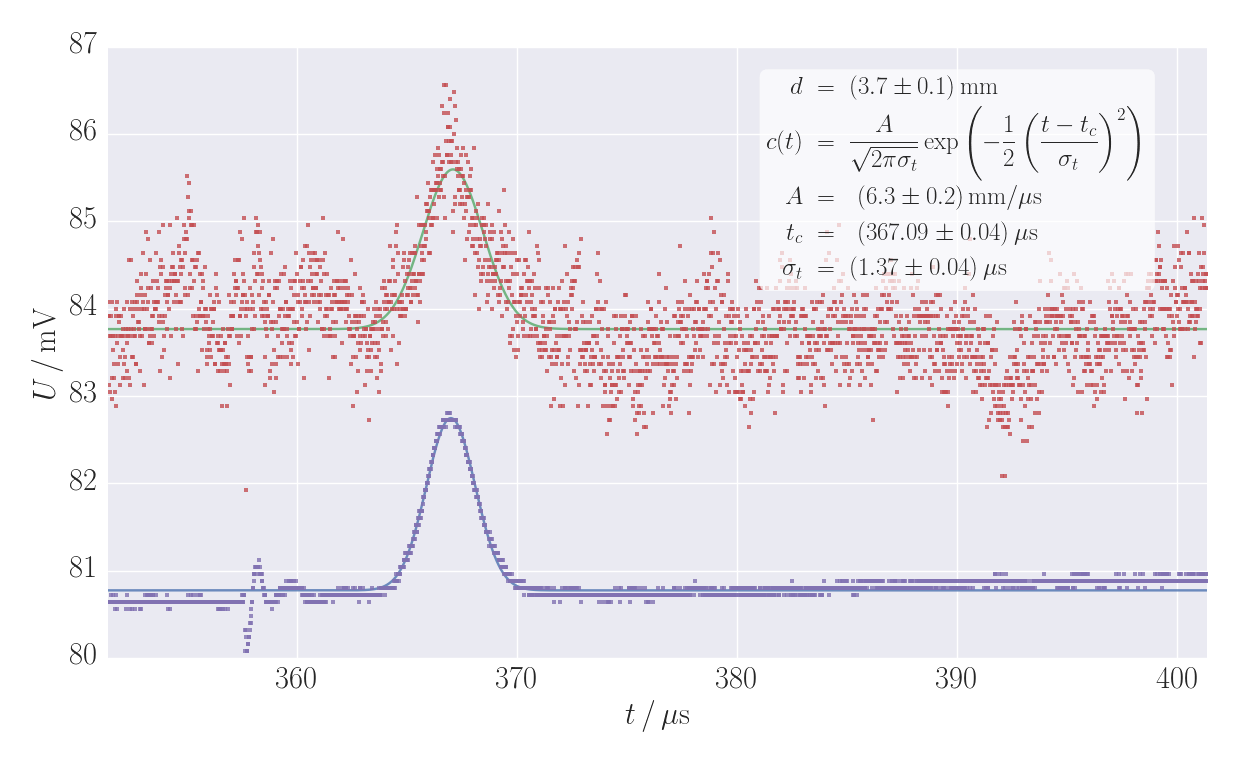 87
86
85
84
83
82
81
80
U / mV
d = (3.7 ± 0.1) mm
c(t) = A / √2πσ_t exp(−1/2 ((t − t_c) / σ_t)^2)
A = (6.3 ± 0.2) mm/μs
t_c = (367.09 ± 0.04) μs
σ_t = (1.37 ± 0.04) μs
360 370 380 390 400
t / μs